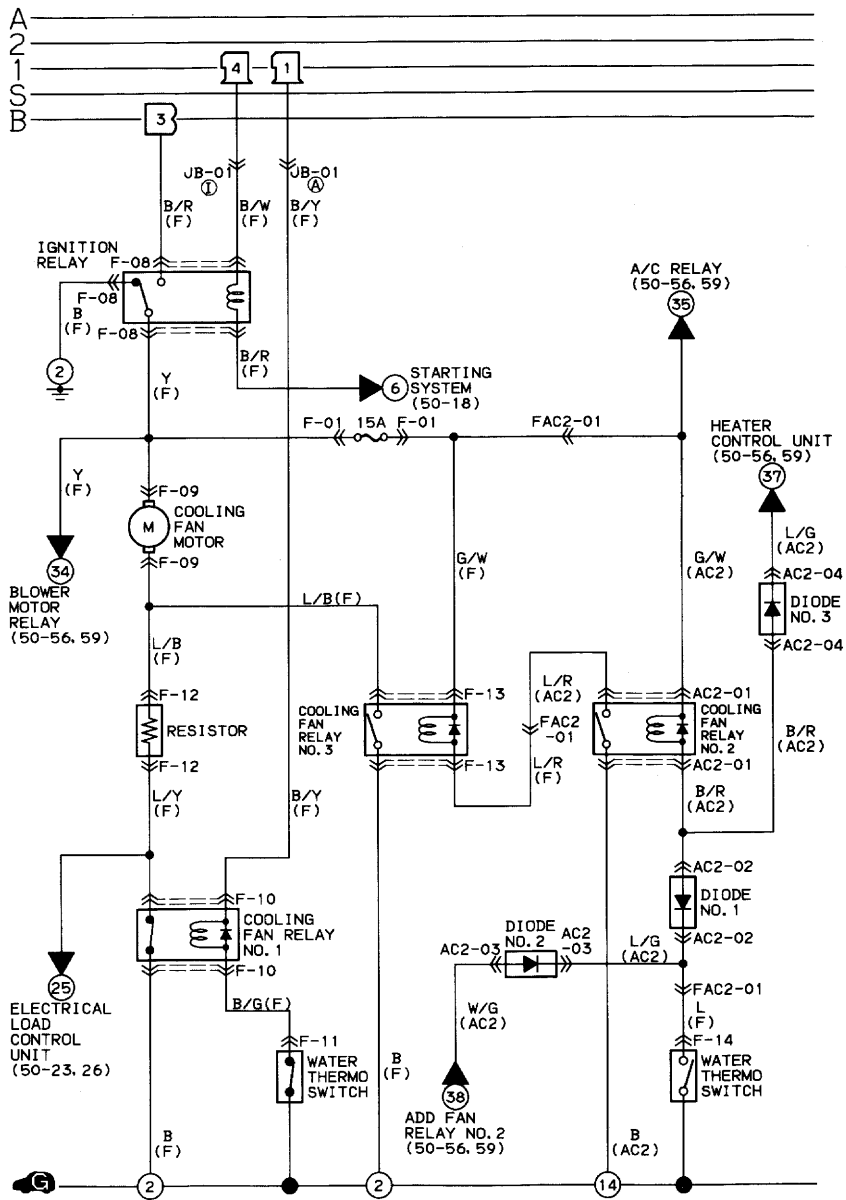 A
2
1
S
B
4
1
3
JB-01
I
JB-01
A
B/R
(F)
B/W
(F)
B/Y
(F)
IGNITION
RELAY
F-08
F-08
B
(F)
F-08
2
B/R
(F)
Y
(F)
6
STARTING
SYSTEM
(50-18)
A/C RELAY
(50-56,59)
35
F-01
15A
F-01
FAC2-01
HEATER
CONTROL UNIT
(50-56,59)
37
Y
(F)
F-09
M
COOLING
FAN
MOTOR
F-09
34
BLOWER
MOTOR
RELAY
(50-56,59)
G/W
(F)
G/W
(AC2)
L/G
(AC2)
AC2-04
DIODE
NO.3
AC2-04
L/B(F)
L/B
(F)
F-12
RESISTOR
F-12
L/Y
(F)
B/Y
(F)
COOLING
FAN
RELAY
NO.3
F-13
F-13
L/R
(AC2)
FAC2
-01
L/R
(F)
AC2-01
COOLING
FAN
RELAY
NO.2
AC2-01
B/R
(AC2)
B/R
(AC2)
F-10
COOLING
FAN RELAY
NO.1
F-10
B/G(F)
25
ELECTRICAL
LOAD
CONTROL
UNIT
(50-23,26)
F-11
WATER
THERMO
SWITCH
AC2-02
DIODE
NO.1
AC2-02
DIODE
NO.2
AC2-03
AC2
-03
L/G
(AC2)
W/G
(AC2)
38
ADD FAN
RELAY NO.2
(50-56,59)
FAC2-01
L
(F)
F-14
WATER
THERMO
SWITCH
B
(F)
B
(F)
B
(AC2)
G
2
2
14